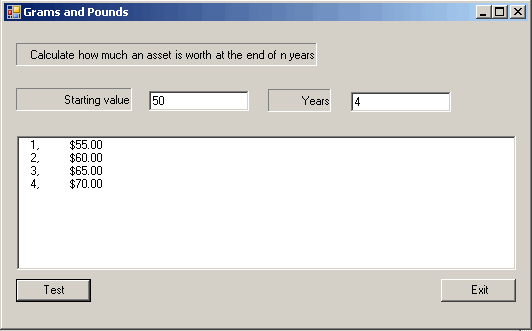 Grams and Pounds
Calculate how much an asset is worth at the end of n years
Starting value 50 Years 4
1, $55.00
2, $60.00
3, $65.00
4, $70.00
Test Exit